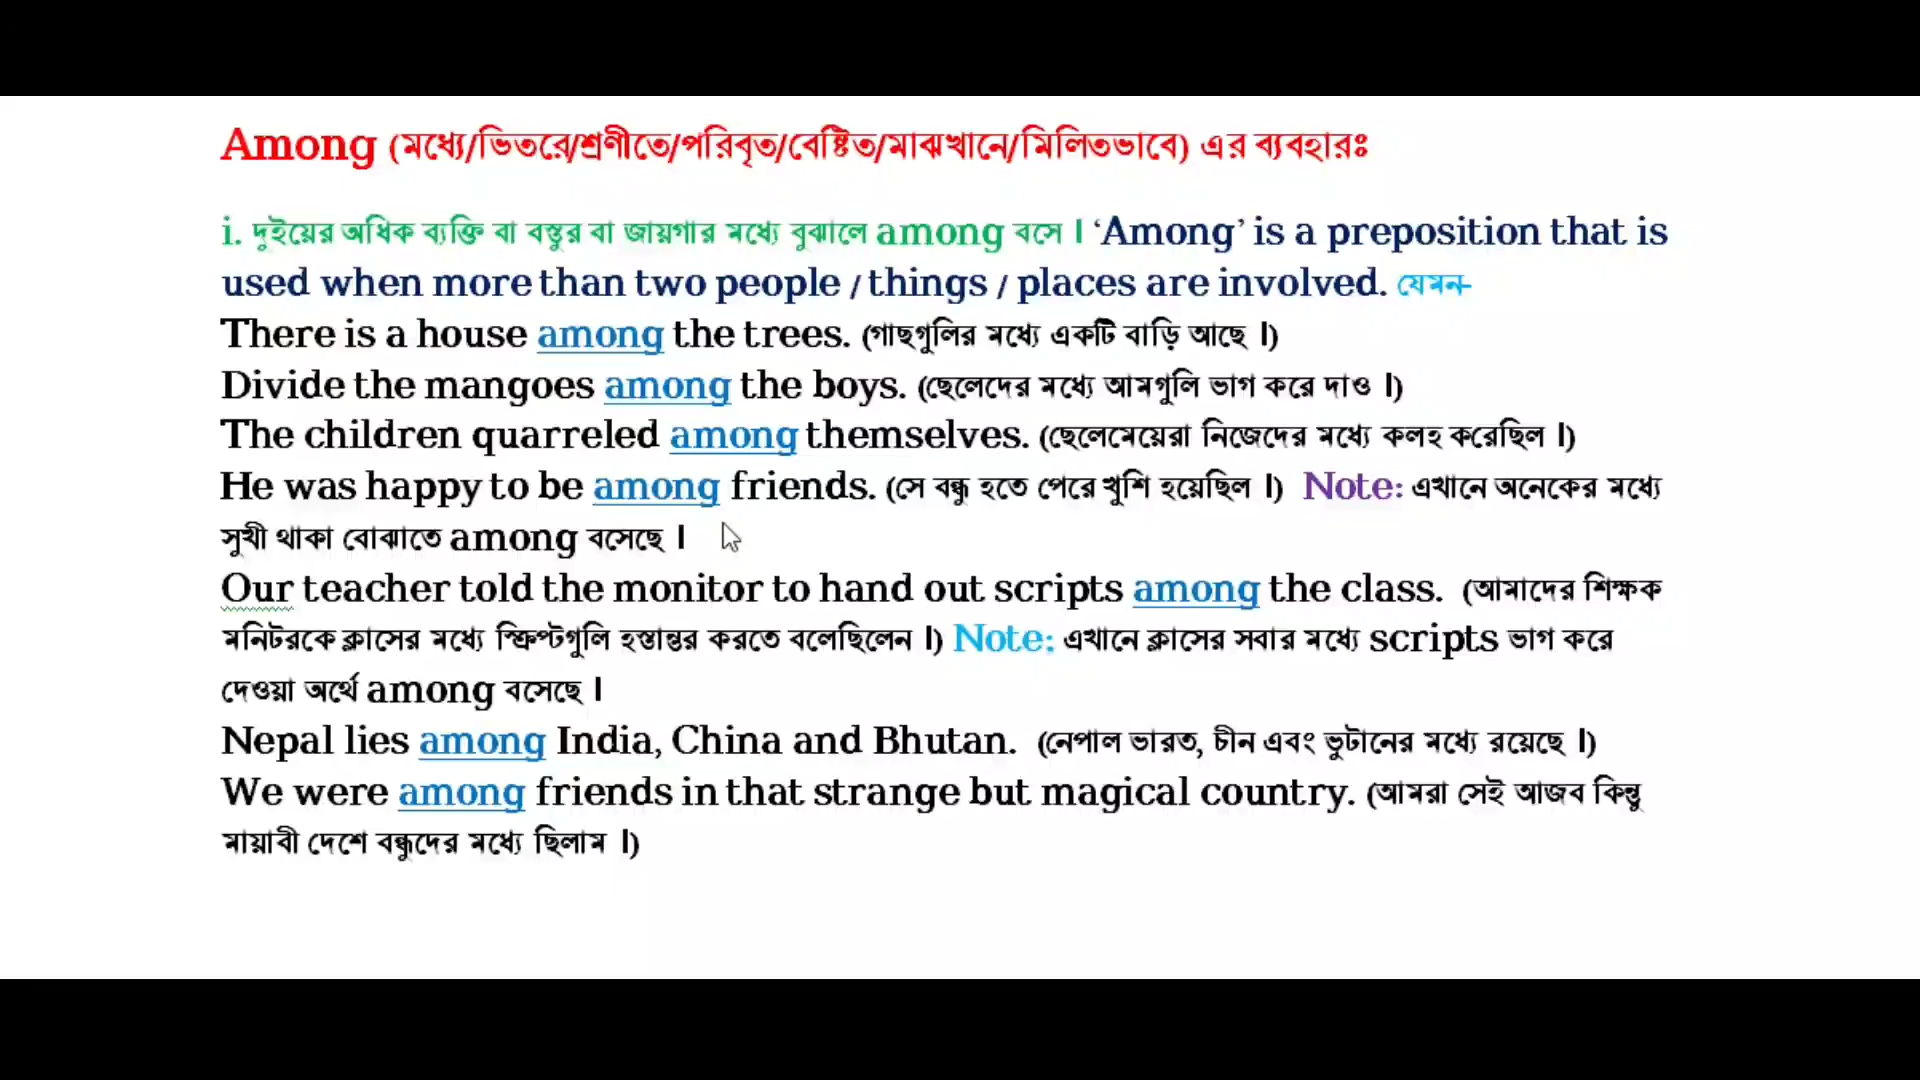 Among (মধ্যে/ভিতরে/শ্রণীতে/পরিবৃত/বেষ্টিত/মাঝখানে/মিলিতভাবে) এর ব্যবহারঃ
i. দুইয়ের অধিক ব্যক্তি বা বস্তুর বা জায়গার মধ্যে বুঝালে among বসে । ‘Among’ is a preposition that is
used when more than two people / things / places are involved. যেমন-
There is a house among the trees. (গাছগুলির মধ্যে একটি বাড়ি আছে ।)
Divide the mangoes among the boys. (ছেলেদের মধ্যে আমগুলি ভাগ করে দাও ।)
The children quarreled among themselves. (ছেলেমেয়েরা নিজেদের মধ্যে কলহ করেছিল ।)
He was happy to be among friends. (সে বন্ধু হতে পেরে খুশি হয়েছিল ।) Note: এখানে অনেকের মধ্যে
সুখী থাকা বোঝাতে among বসেছে ।
Our teacher told the monitor to hand out scripts among the class. (আমাদের শিক্ষক
মনিটরকে ক্লাসের মধ্যে স্ক্রিপ্টগুলি হস্তান্তর করতে বলেছিলেন ।) Note: এখানে ক্লাসের সবার মধ্যে scripts ভাগ করে
দেওয়া অর্থে among বসেছে ।
Nepal lies among India, China and Bhutan. (নেপাল ভারত, চীন এবং ভুটানের মধ্যে রয়েছে ।)
We were among friends in that strange but magical country. (আমরা সেই আজব কিন্তু
মায়াবী দেশে বন্ধুদের মধ্যে ছিলাম ।)